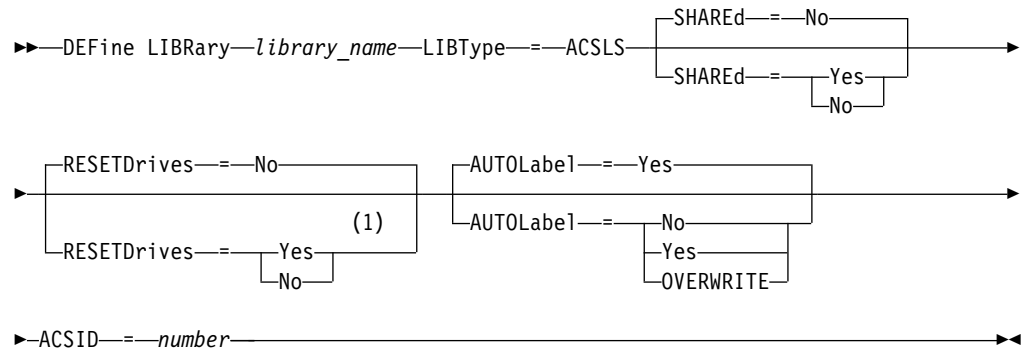 SHAREd = No
DEFine LIBRary library_name LIBType = ACSLS
SHAREd = Yes
No
RESETDrives = No AUTOLabel = Yes
(1)
RESETDrives = Yes AUTOLabel = No
No Yes
OVERWRITE
ACSID = number